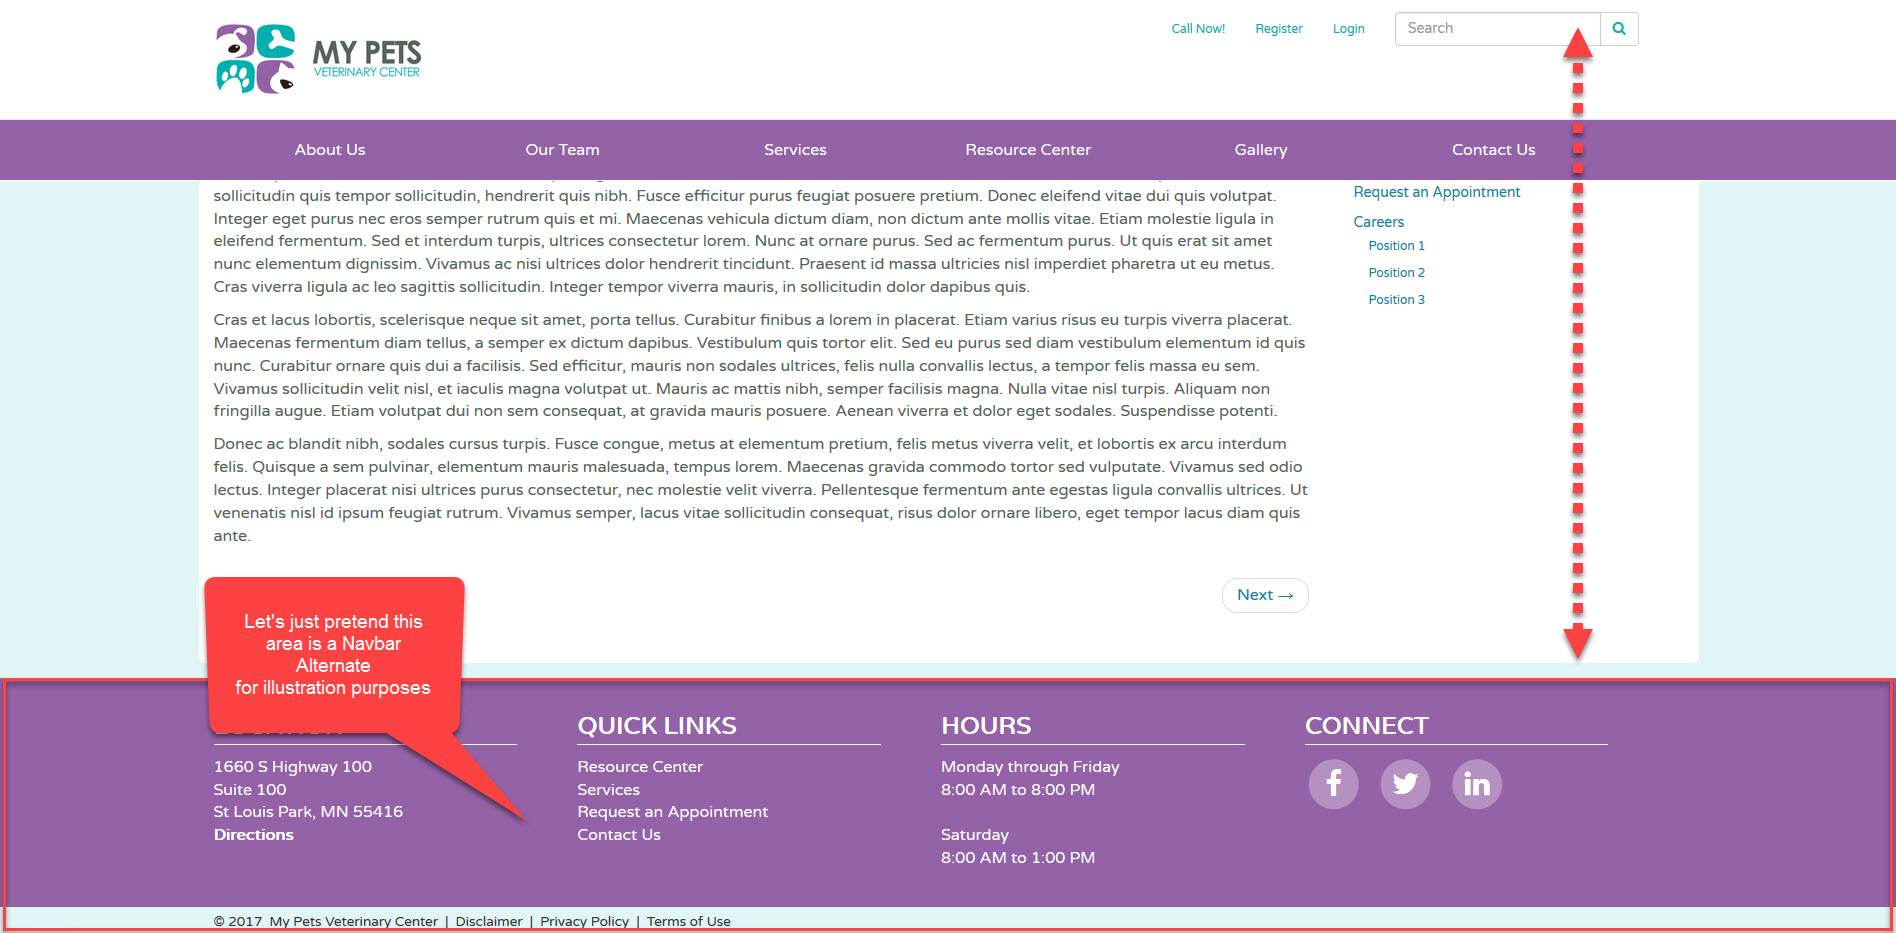 Call Now!
Register
Login
Search
MY PETS
VETERINARY CENTER
About Us
Our Team
Services
Resource Center
Gallery
Contact Us
sollicitudin quis tempor sollicitudin, hendrerit quis nibh. Fusce efficitur purus feugiat posuere pretium. Donec eleifend vitae dui quis volutpat.
Integer eget purus nec eros semper rutrum quis et mi. Maecenas vehicula dictum diam, non dictum ante mollis vitae. Etiam molestie ligula in
eleifend fermentum. Sed et interdum turpis, ultrices consectetur lorem. Nunc at ornare purus. Sed ac fermentum purus. Ut quis erat sit amet
nunc elementum dignissim. Vivamus ac nisi ultrices dolor hendrerit tincidunt. Praesent id massa ultricies nisl imperdiet pharetra ut eu metus.
Cras viverra ligula ac leo sagittis sollicitudin. Integer tempor viverra mauris, in sollicitudin dolor dapibus quis.
Cras et lacus lobortis, scelerisque neque sit amet, porta tellus. Curabitur finibus a lorem in placerat. Etiam varius risus eu turpis viverra placerat.
Maecenas fermentum diam tellus, a semper ex dictum dapibus. Vestibulum quis tortor elit. Sed eu purus sed diam vestibulum elementum id quis
nunc. Curabitur ornare quis dui a facilisis. Sed efficitur, mauris non sodales ultrices, felis nulla convallis lectus, a tempor felis massa eu sem.
Vivamus sollicitudin velit nisl, et iaculis magna volutpat ut. Mauris ac mattis nibh, semper facilisis magna. Nulla vitae nisl turpis. Aliquam non
fringilla augue. Etiam volutpat dui non sem consequat, at gravida mauris posuere. Aenean viverra et dolor eget sodales. Suspendisse potenti.
Donec ac blandit nibh, sodales cursus turpis. Fusce congue, metus at elementum pretium, felis metus viverra velit, et lobortis ex arcu interdum
felis. Quisque a sem pulvinar, elementum mauris malesuada, tempus lorem. Maecenas gravida commodo tortor sed vulputate. Vivamus sed odio
lectus. Integer placerat nisi ultrices purus consectetur, nec molestie velit viverra. Pellentesque fermentum ante egestas ligula convallis ultrices. Ut
venenatis nisl id ipsum feugiat rutrum. Vivamus semper, lacus vitae sollicitudin consequat, risus dolor ornare libero, eget tempor lacus diam quis
ante.
Request an Appointment
Careers
Position 1
Position 2
Position 3
Next →
Let's just pretend this
area is a Navbar
Alternate
for illustration purposes
1660 S Highway 100
Suite 100
St Louis Park, MN 55416
Directions
QUICK LINKS
Resource Center
Services
Request an Appointment
Contact Us
HOURS
Monday through Friday
8:00 AM to 8:00 PM
Saturday
8:00 AM to 1:00 PM
CONNECT
© 2017 My Pets Veterinary Center | Disclaimer | Privacy Policy | Terms of Use